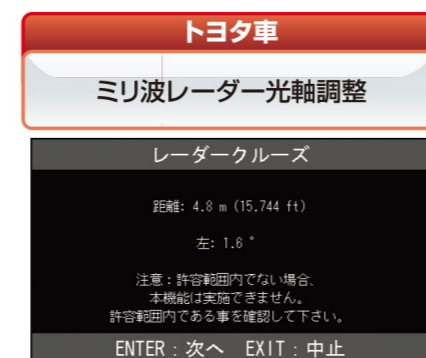 トヨタ車
ミリ波レーダー光軸調整
レーダークルーズ
距離: 4.8 m (15.744 ft)
左: 1.6 °
注意：許容範囲内でない場合、
本機能は実施できません。
許容範囲内である事を確認して下さい。
ENTER：次へ EXIT：中止